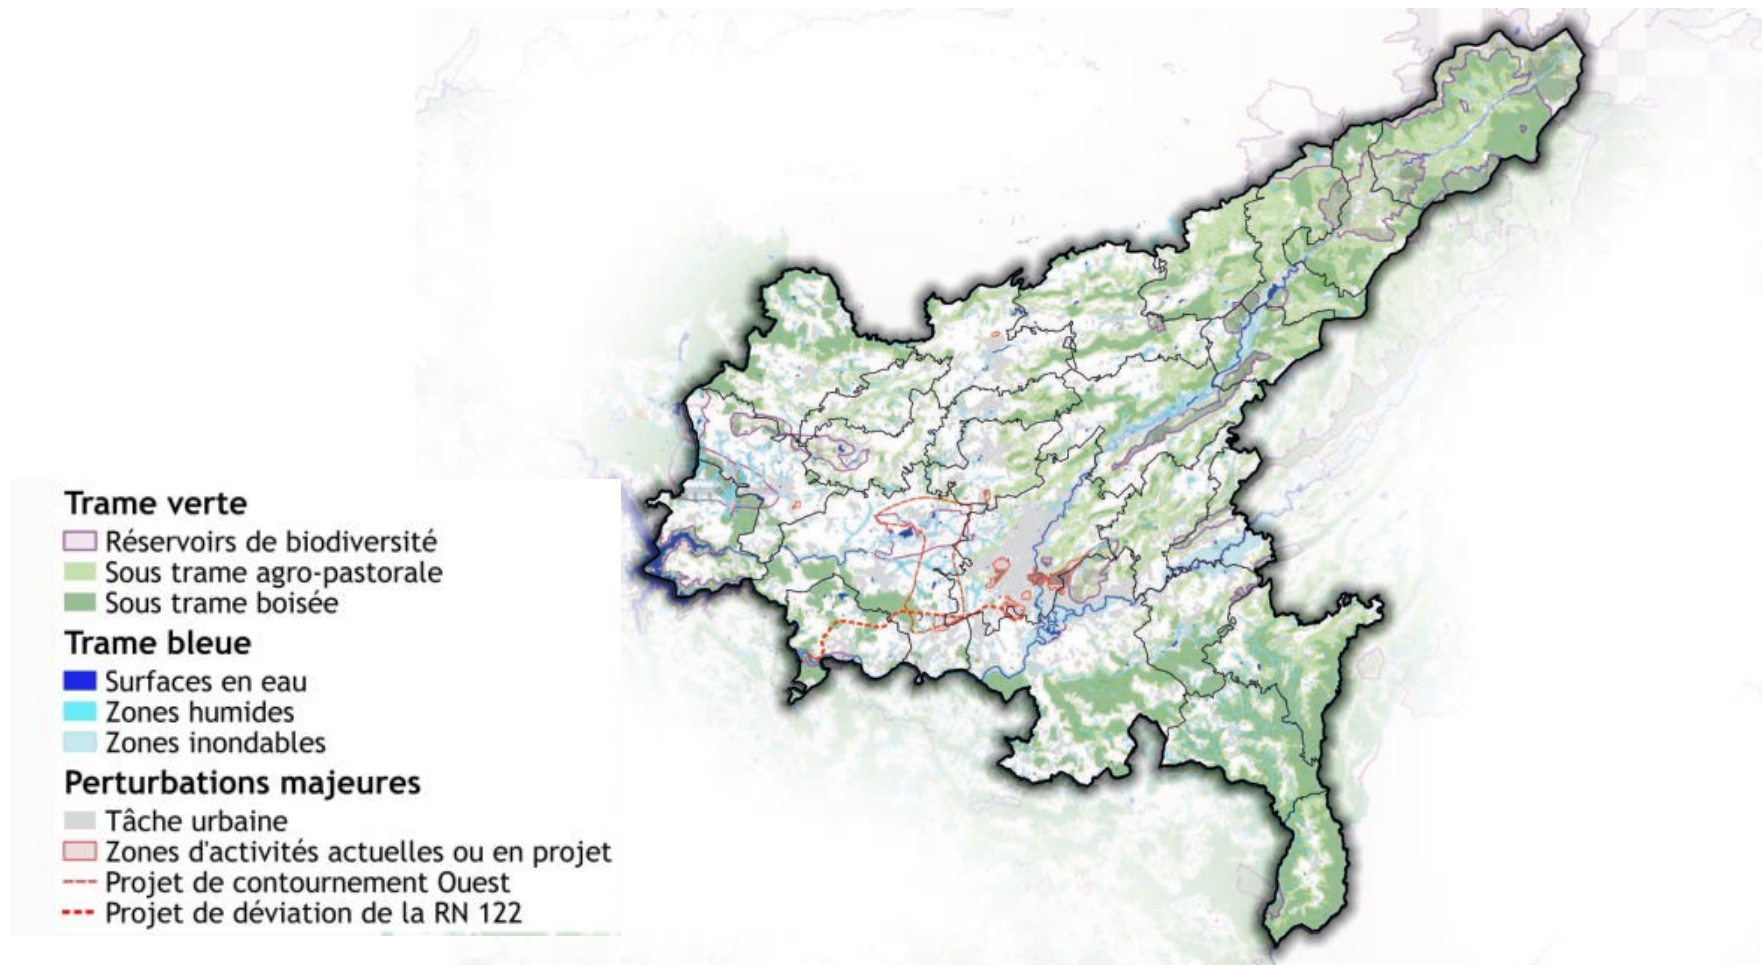 Trame verte
Réservoirs de biodiversité
Sous trame agro-pastorale
Sous trame boisée
Trame bleue
Surfaces en eau
Zones humides
Zones inondables
Perturbations majeures
Tâche urbaine
Zones d'activités actuelles ou en projet
Projet de contournement Ouest
Projet de déviation de la RN 122